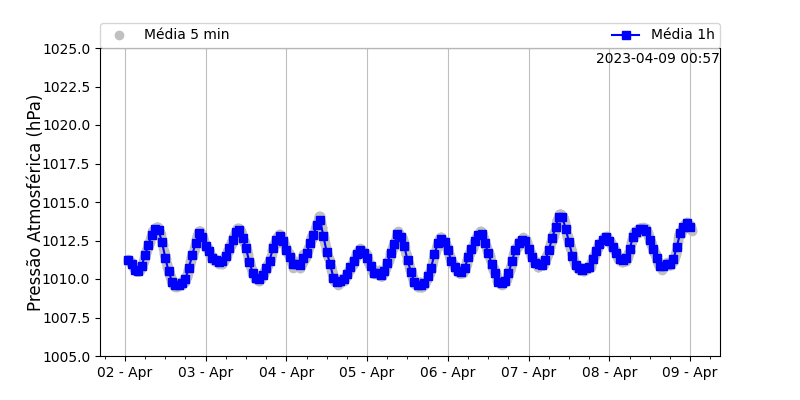 Média 5 min
Média 1h
2023-04-09 00:57
Pressão Atmosférica (hPa)
1025.0
1022.5
1020.0
1017.5
1015.0
1012.5
1010.0
1007.5
1005.0
02 - Apr
03 - Apr
04 - Apr
05 - Apr
06 - Apr
07 - Apr
08 - Apr
09 - Apr